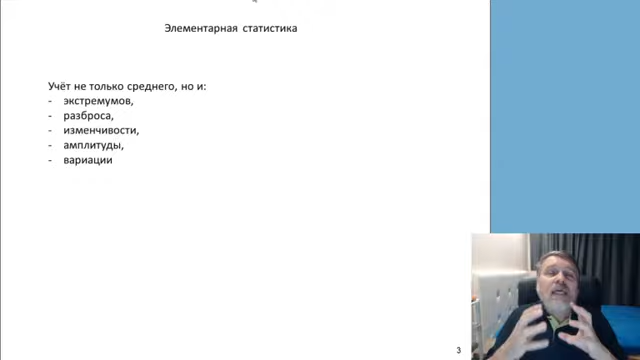 Элементарная статистика
Учёт не только среднего, но и:
- экстремумов,
- разброса,
- изменчивости,
- амплитуды,
- вариации
3